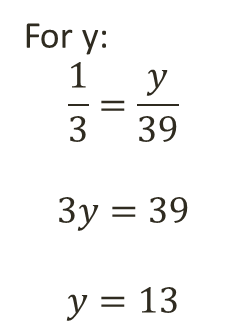 For y:
1/3 = y/39
3y = 39
y = 13